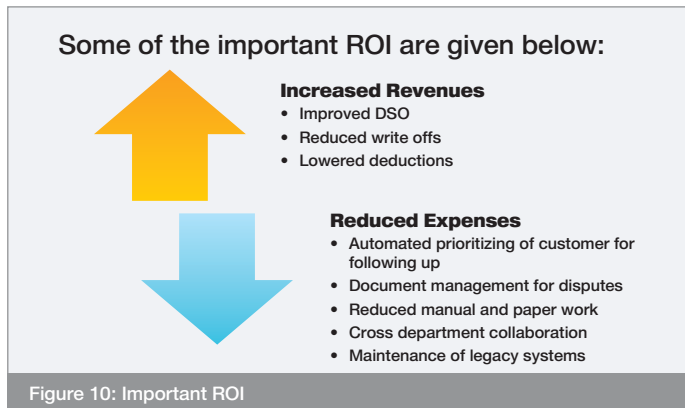 Some of the important ROI are given below:
Increased Revenues
• Improved DSO
• Reduced write offs
• Lowered deductions
Reduced Expenses
• Automated prioritizing of customer for
following up
• Document management for disputes
• Reduced manual and paper work
• Cross department collaboration
• Maintenance of legacy systems
Figure 10: Important ROI